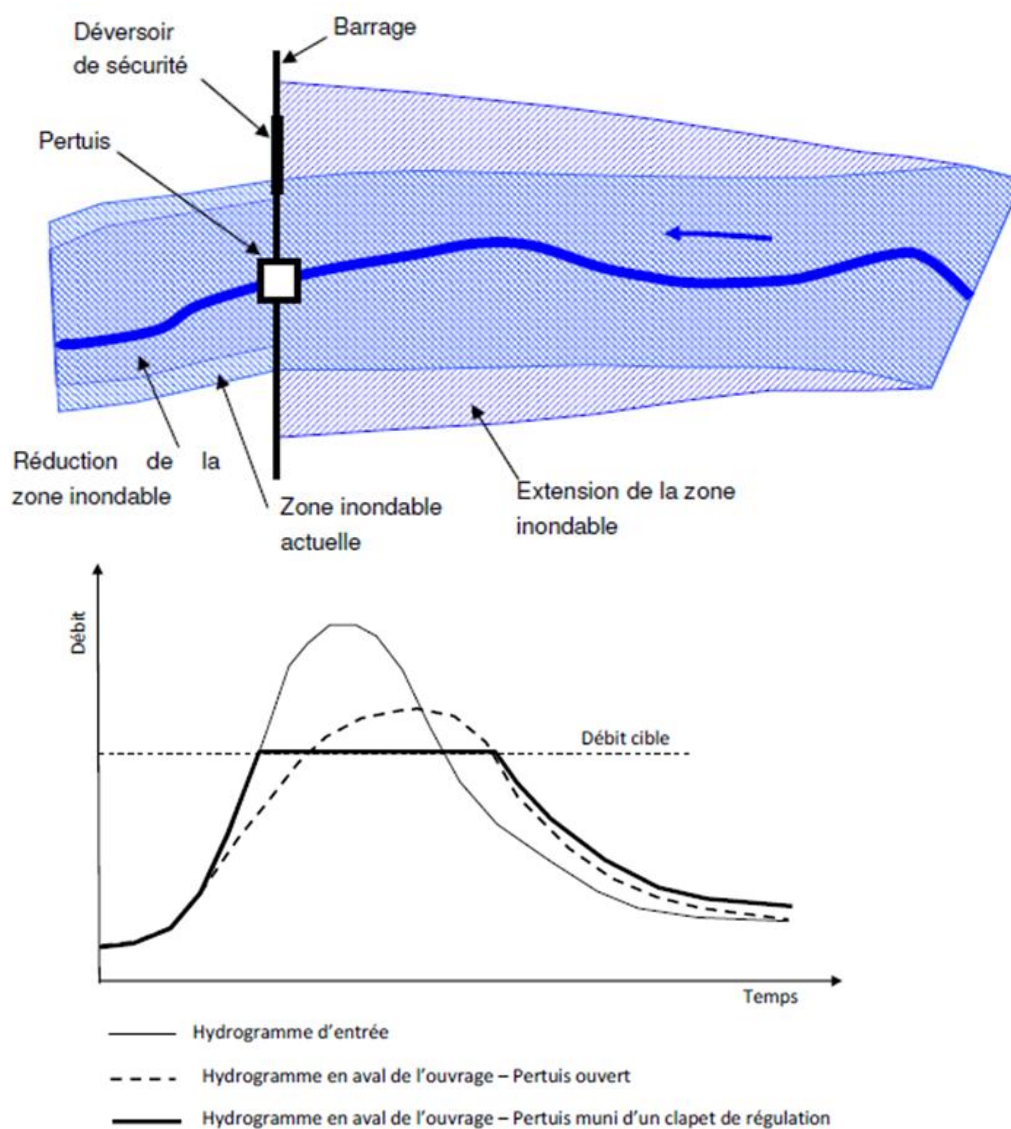 Déversoir
de sécurité
Barrage
Pertuis
Réduction de la
zone inondable
Zone inondable
actuelle
Extension de la zone
inondable
Débit
Débit cible
Temps
Hydrogramme d'entrée
Hydrogramme en aval de l'ouvrage – Pertuis ouvert
Hydrogramme en aval de l'ouvrage – Pertuis muni d'un clapet de régulation